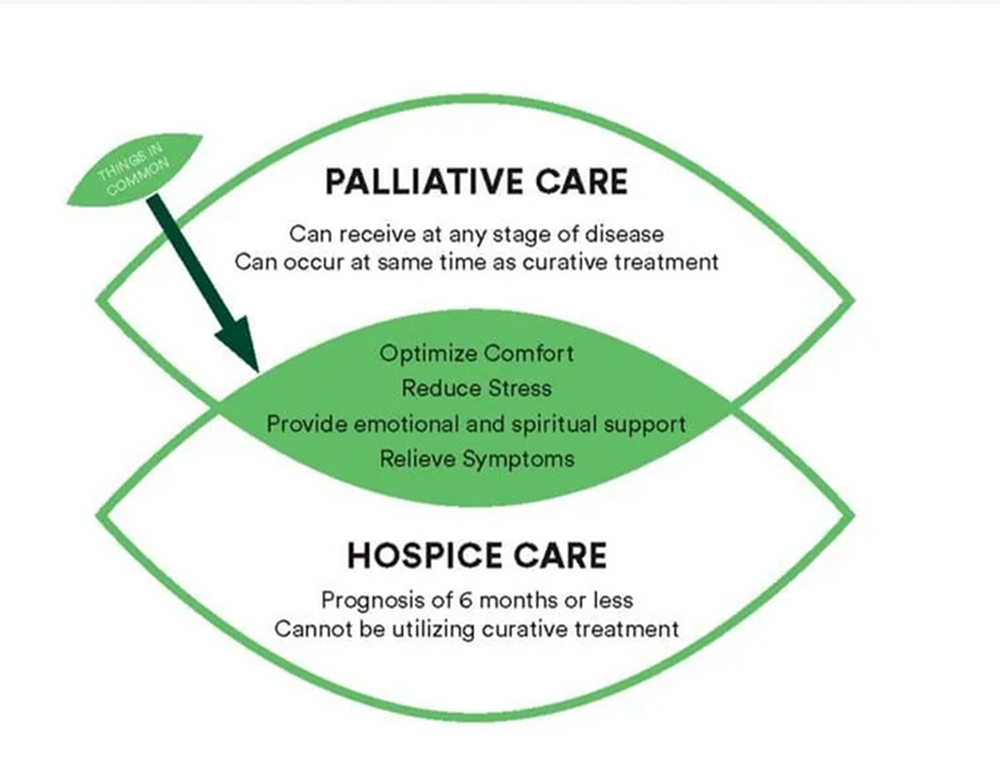 THINGS IN
COMMON
PALLIATIVE CARE
Can receive at any stage of disease
Can occur at same time as curative treatment
Optimize Comfort
Reduce Stress
Provide emotional and spiritual support
Relieve Symptoms
HOSPICE CARE
Prognosis of 6 months or less
Cannot be utilizing curative treatment